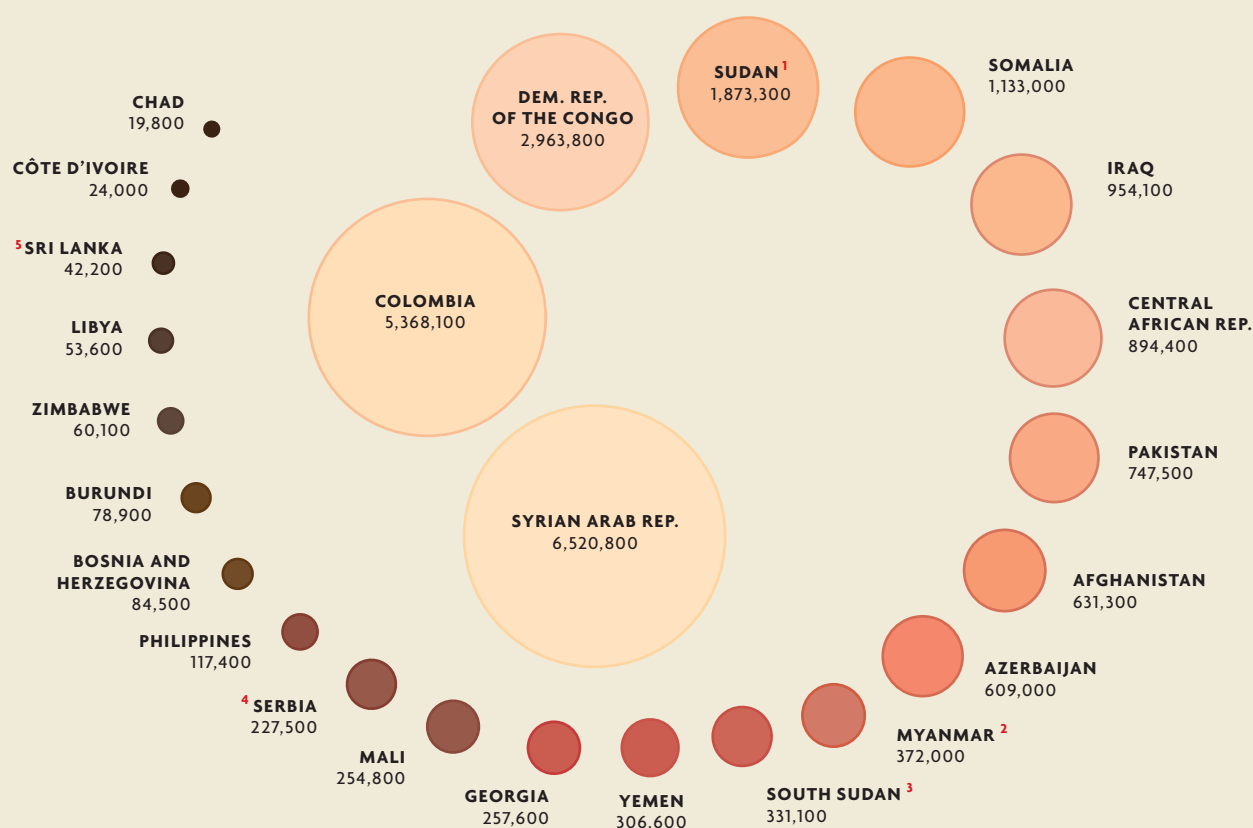 DEM. REP.
OF THE CONGO
2,963,800
SUDAN 1
1,873,300
SOMALIA
1,133,000
IRAQ
954,100
CENTRAL
AFRICAN REP.
894,400
PAKISTAN
747,500
AFGHANISTAN
631,300
AZERBAIJAN
609,000
MYANMAR 2
372,000
SOUTH SUDAN 3
331,100
YEMEN
306,600
GEORGIA
257,600
MALI
254,800
4 SERBIA
227,500
PHILIPPINES
117,400
BOSNIA AND
HERZEGOVINA
84,500
BURUNDI
78,900
ZIMBABWE
60,100
LIBYA
53,600
5 SRI LANKA
42,200
CÔTE D'IVOIRE
24,000
CHAD
19,800
COLOMBIA
5,368,100
SYRIAN ARAB REP.
6,520,800